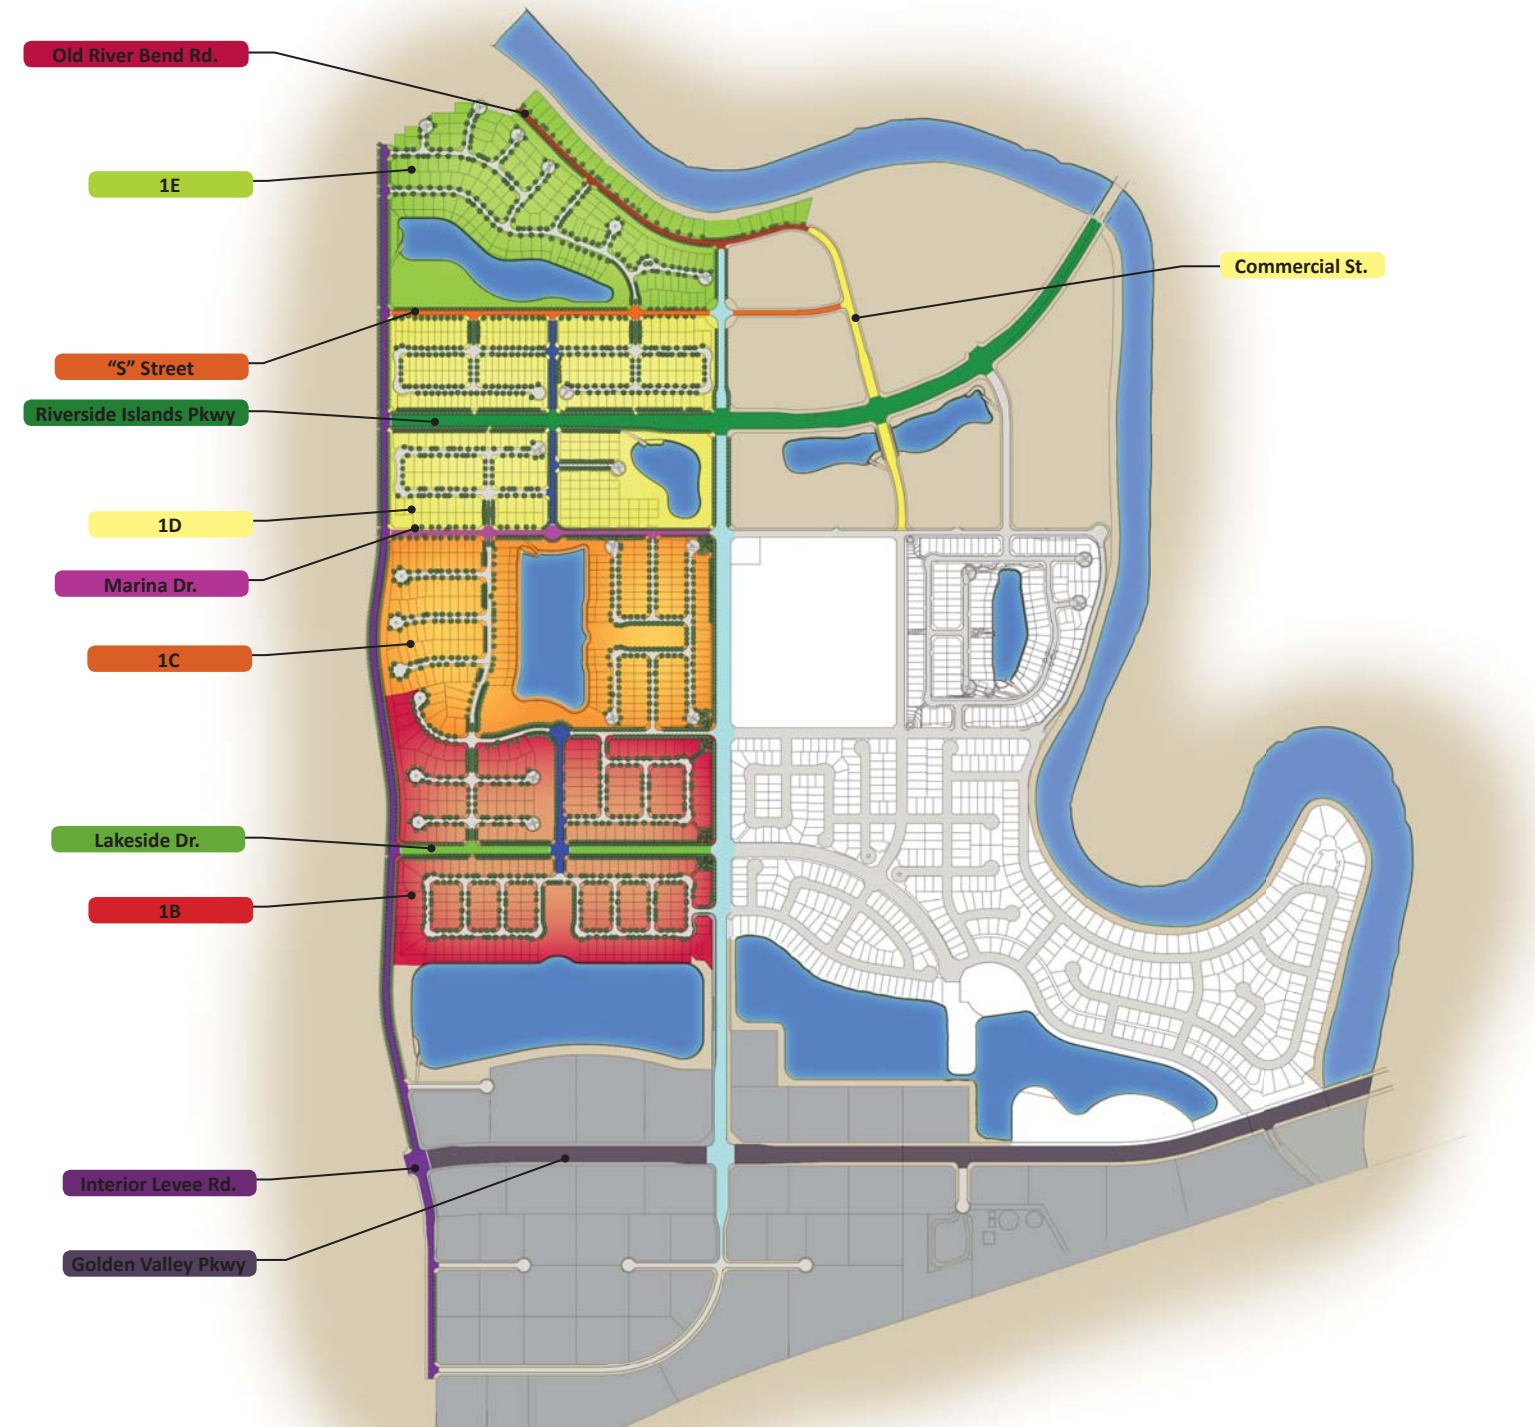 Old River Bend Rd.
1E
Commercial St.
“S” Street
Riverside Islands Pkwy
1D
Marina Dr.
1C
Lakeside Dr.
1B
Interior Levee Rd.
Golden Valley Pkwy